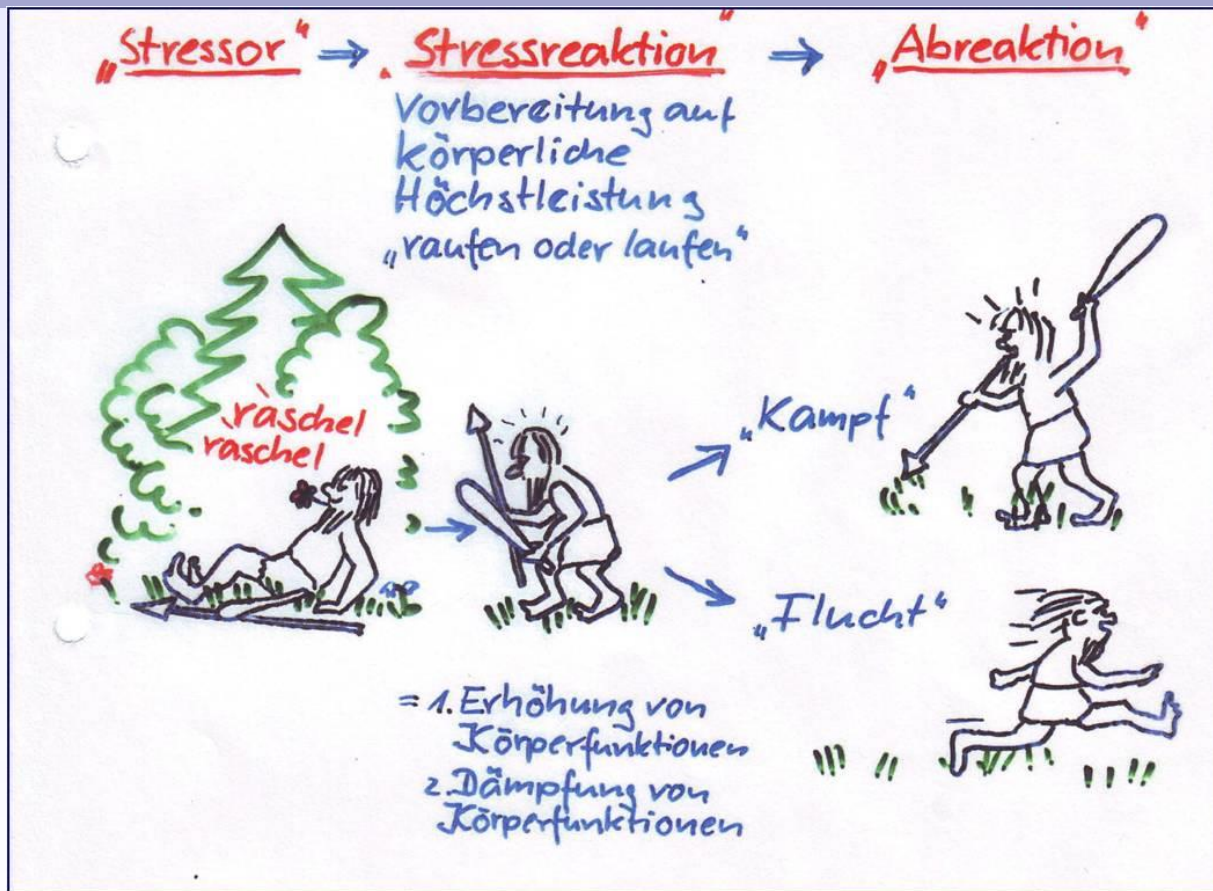 „Stressor“ → „Stressreaktion“ → „Abreaktion“
Vorbereitung auf
körperliche
Höchstleistung
„raufen oder laufen“
raschel
raschel
„Kampf“
„Flucht“
= 1. Erhöhung von
Körperfunktionen
2. Dämpfung von
Körperfunktionen